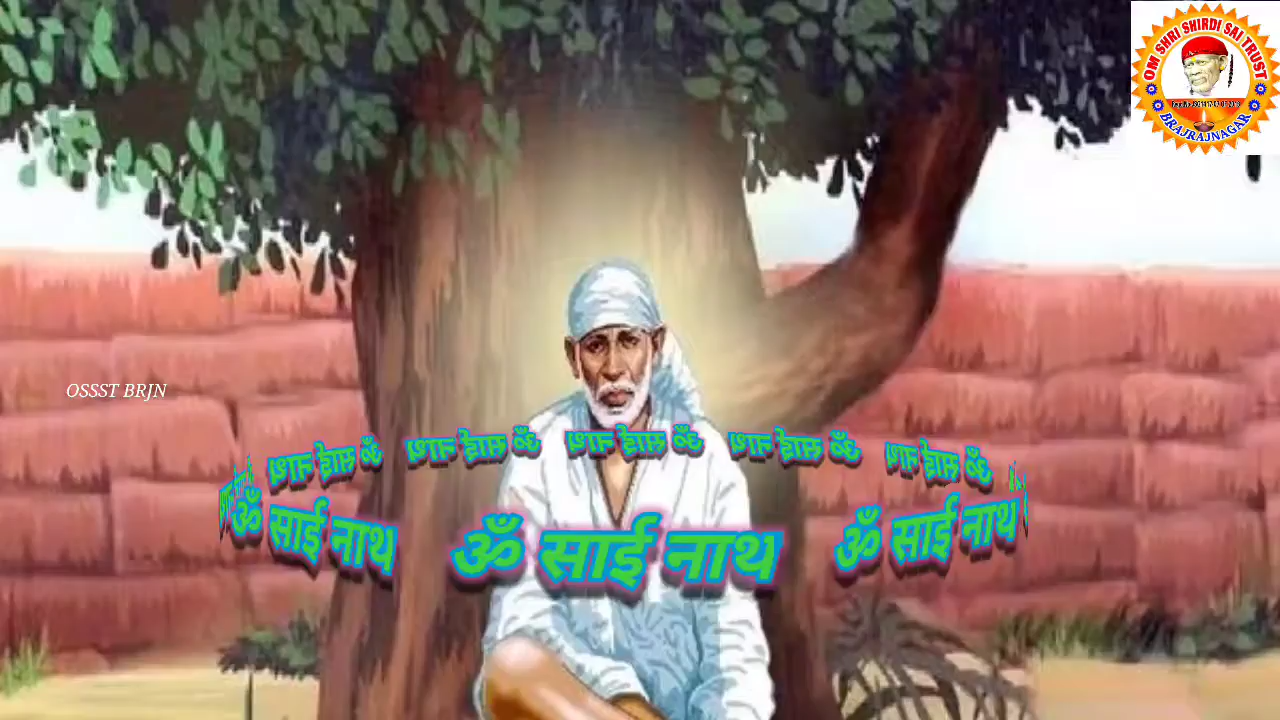 OM SHRI SHIRDI SAI TRUST
BRAJRAJNAGAR
OSSST BRJN
ॐ साई नाथ ॐ साई नाथ ॐ साई नाथ ॐ साई नाथ ॐ साई नाथ
ॐ साई नाथ ॐ साई नाथ ॐ साई नाथ